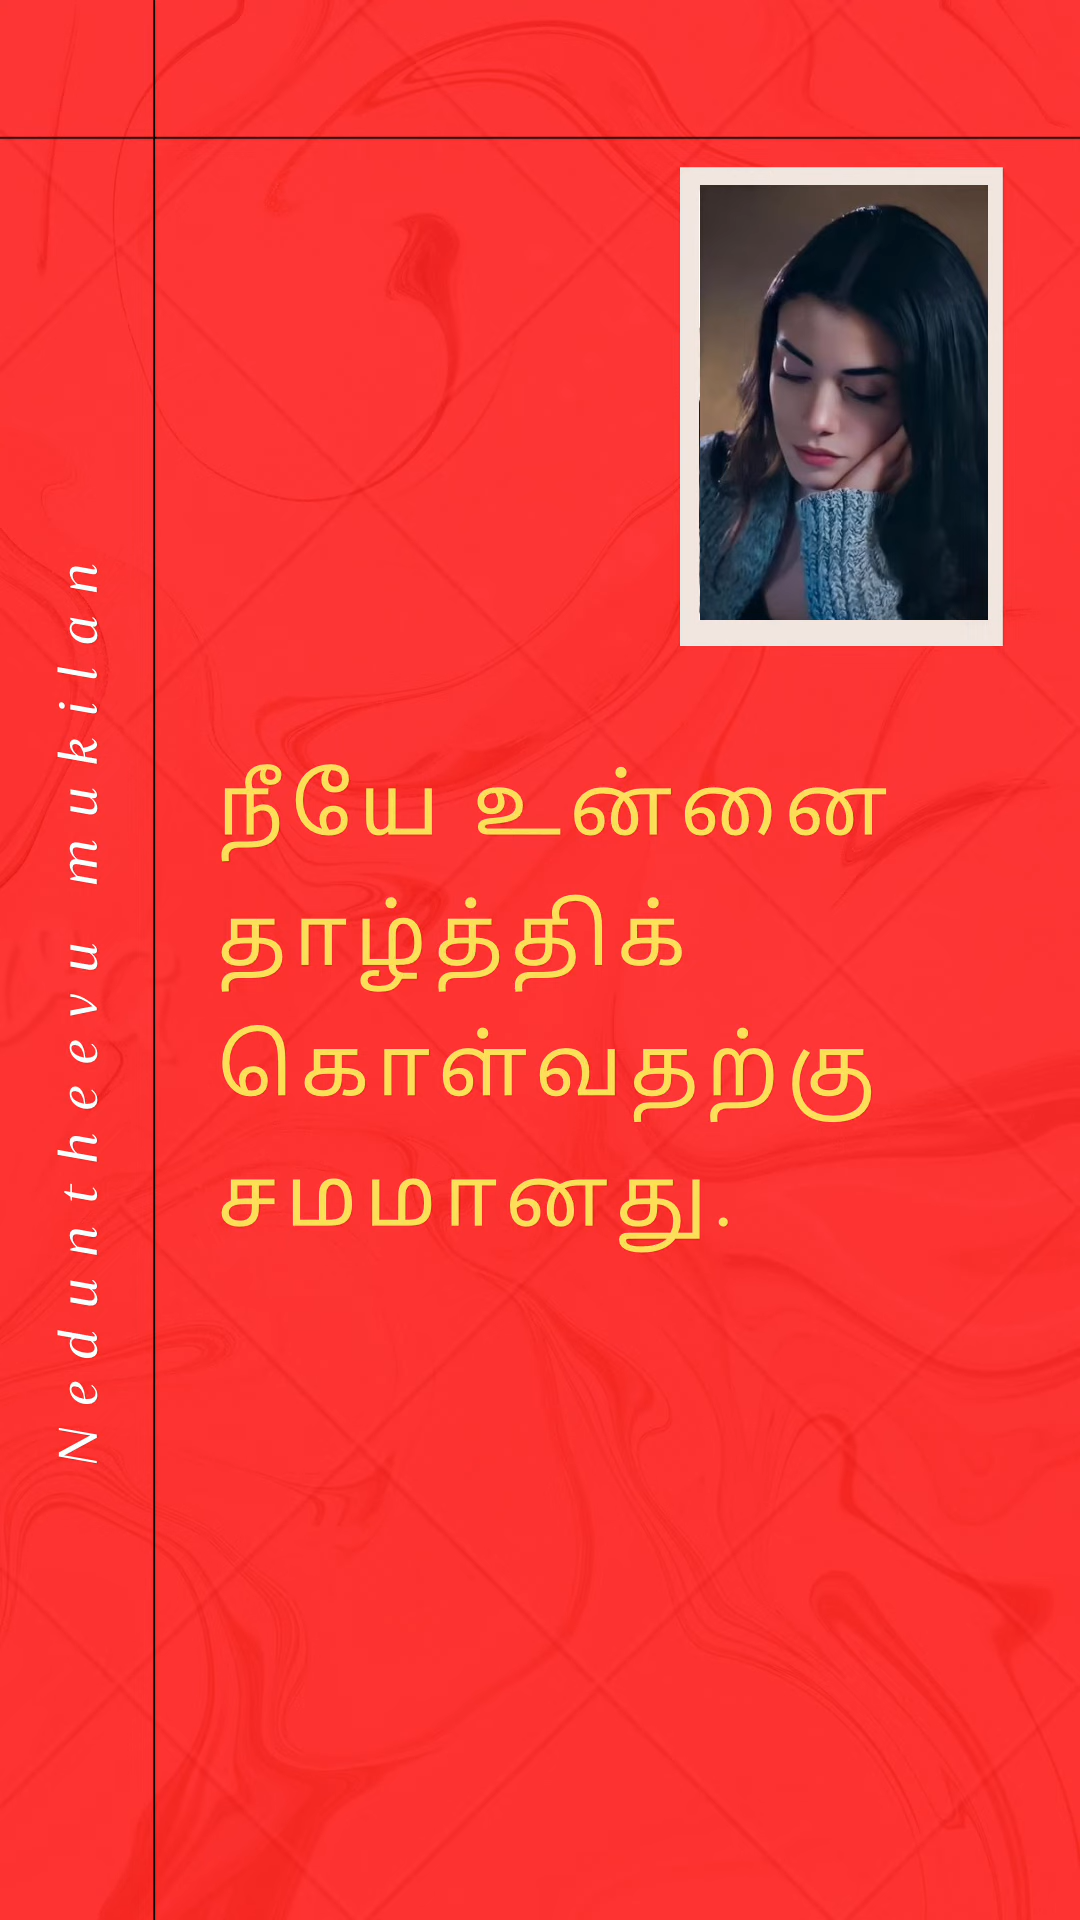 Neduntheevu mukilan
நீயே உன்னை
தாழ்த்திக்
கொள்வதற்கு
சமமானது.